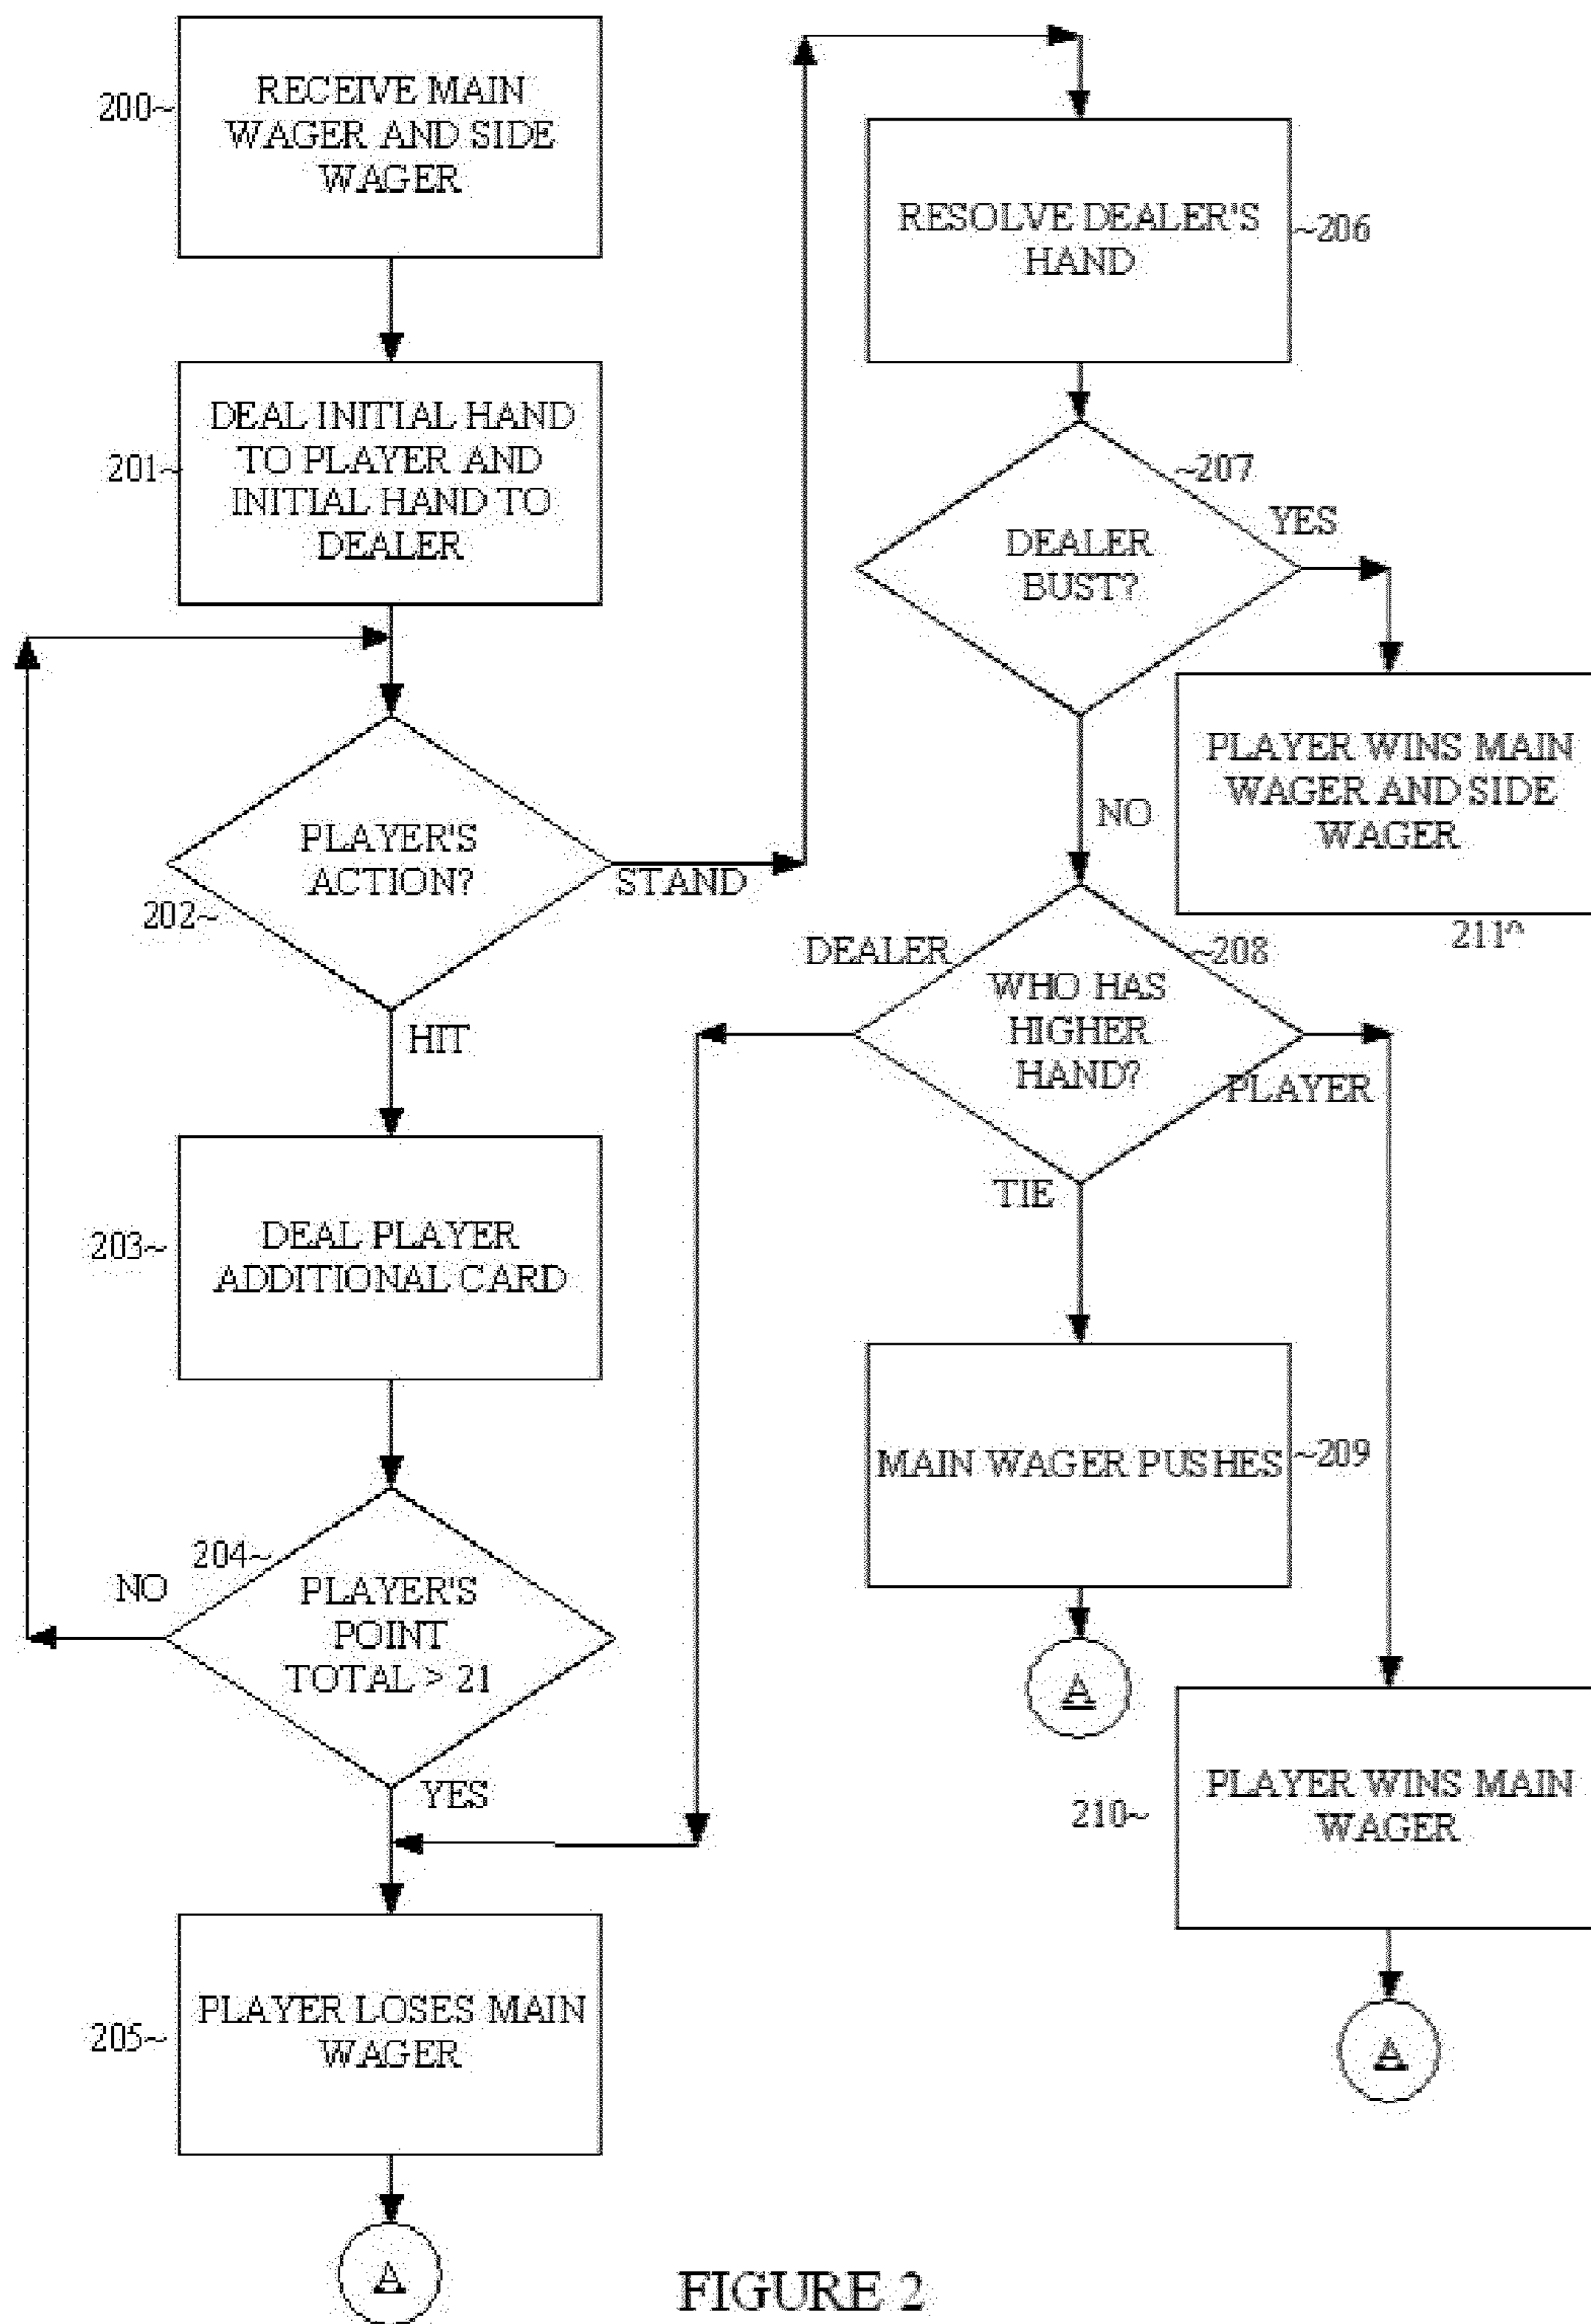 200~
RECEIVE MAIN
WAGER AND SIDE
WAGER
201~
DEAL INITIAL HAND
TO PLAYER AND
INITIAL HAND TO
DEALER
PLAYER'S
ACTION?
202~
STAND
HIT
203~
DEAL PLAYER
ADDITIONAL CARD
204~
NO
PLAYER'S
POINT
TOTAL > 21
YES
205~
PLAYER LOSES MAIN
WAGER
A
RESOLVE DEALER'S
HAND
~206
~207
YES
DEALER
BUST?
NO
PLAYER WINS MAIN
WAGER AND SIDE
WAGER
211^
DEALER
~208
WHO HAS
HIGHER
HAND?
PLAYER
TIE
MAIN WAGER PUSHES
~209
A
210~
PLAYER WINS MAIN
WAGER
A
FIGURE 2